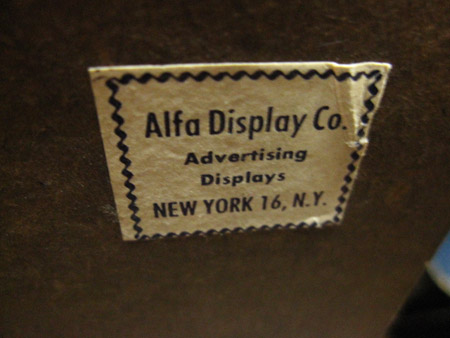 Alfa Display Co.
Advertising
Displays
NEW YORK 16, N.Y.